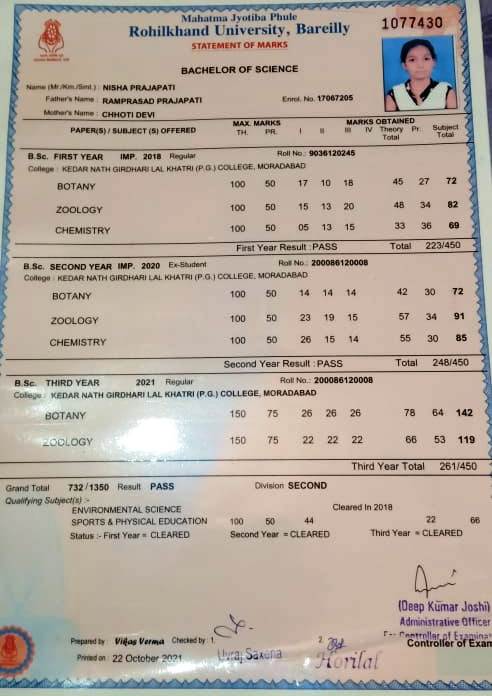 Mahatma Jyotiba Phule
1077430
Rohilkhand University, Bareilly
STATEMENT OF MARKS
BACHELOR OF SCIENCE
Name (Mr./Km./Smt.) : NISHA PRAJAPATI
Father's Name : RAMPRASAD PRAJAPATI Enrol. No. 17067205
Mother's Name : CHHOTI DEVI
MAX. MARKS MARKS OBTAINED
PAPER(S) / SUBJECT (S) OFFERED TH. PR. I II III IV Theory Total Pr. Subject Total
B.Sc. FIRST YEAR IMP. 2018 Regular Roll No.: 9036120245
College : KEDAR NATH GIRDHARI LAL KHATRI (P.G.) COLLEGE, MORADABAD
BOTANY 100 50 17 10 18 45 27 72
ZOOLOGY 100 50 15 13 20 48 34 82
CHEMISTRY 100 50 05 13 15 33 36 69
First Year Result : PASS Total 223/450
B.Sc. SECOND YEAR IMP. 2020 Ex-Student Roll No.: 200086120008
College : KEDAR NATH GIRDHARI LAL KHATRI (P.G.) COLLEGE, MORADABAD
BOTANY 100 50 14 14 14 42 30 72
ZOOLOGY 100 50 23 19 15 57 34 91
CHEMISTRY 100 50 26 15 14 55 30 85
Second Year Result : PASS Total 248/450
B.Sc. THIRD YEAR 2021 Regular Roll No.: 200086120008
College : KEDAR NATH GIRDHARI LAL KHATRI (P.G.) COLLEGE, MORADABAD
BOTANY 150 75 26 26 26 78 64 142
ZOOLOGY 150 75 22 22 22 66 53 119
Third Year Total 261/450
Grand Total 732/1350 Result PASS Division SECOND
Qualifying Subject(s) :-
ENVIRONMENTAL SCIENCE Cleared In 2018
SPORTS & PHYSICAL EDUCATION 100 50 44 22 66
Status :- First Year = CLEARED Second Year = CLEARED Third Year = CLEARED
(Deep Kumar Joshi)
Administrative Officer
Controller of Exam
Prepared by : Vikas Verma Checked by : 1. 2.
Printed on : 22 October 2021 Uvraj Saxena Horilal